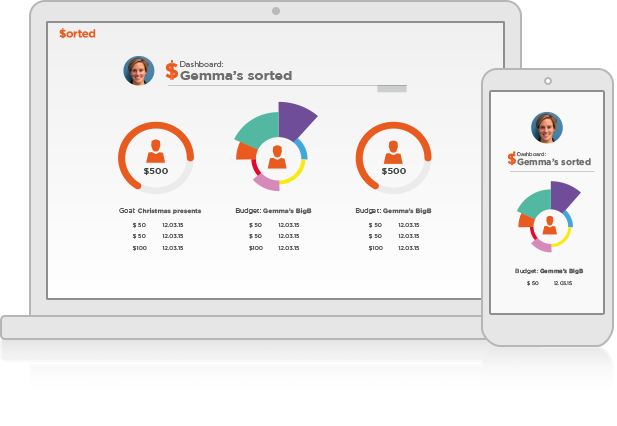 $orted
Dashboard:
$ Gemma's sorted
$500
$500
Goat: Christmas presents
$ 50 12.03.15
$ 50 12.03.15
$100 12.03.15
Budget: Gemma's BigB
$ 50 12.03.15
$ 50 12.03.15
$100 12.03.15
Budget: Gemma's BigB
$ 50 12.03.15
$ 50 12.03.15
$100 12.03.15
Dashboard:
$ Gemma's sorted
Budget: Gemma's BigB
$ 50 12.03.15